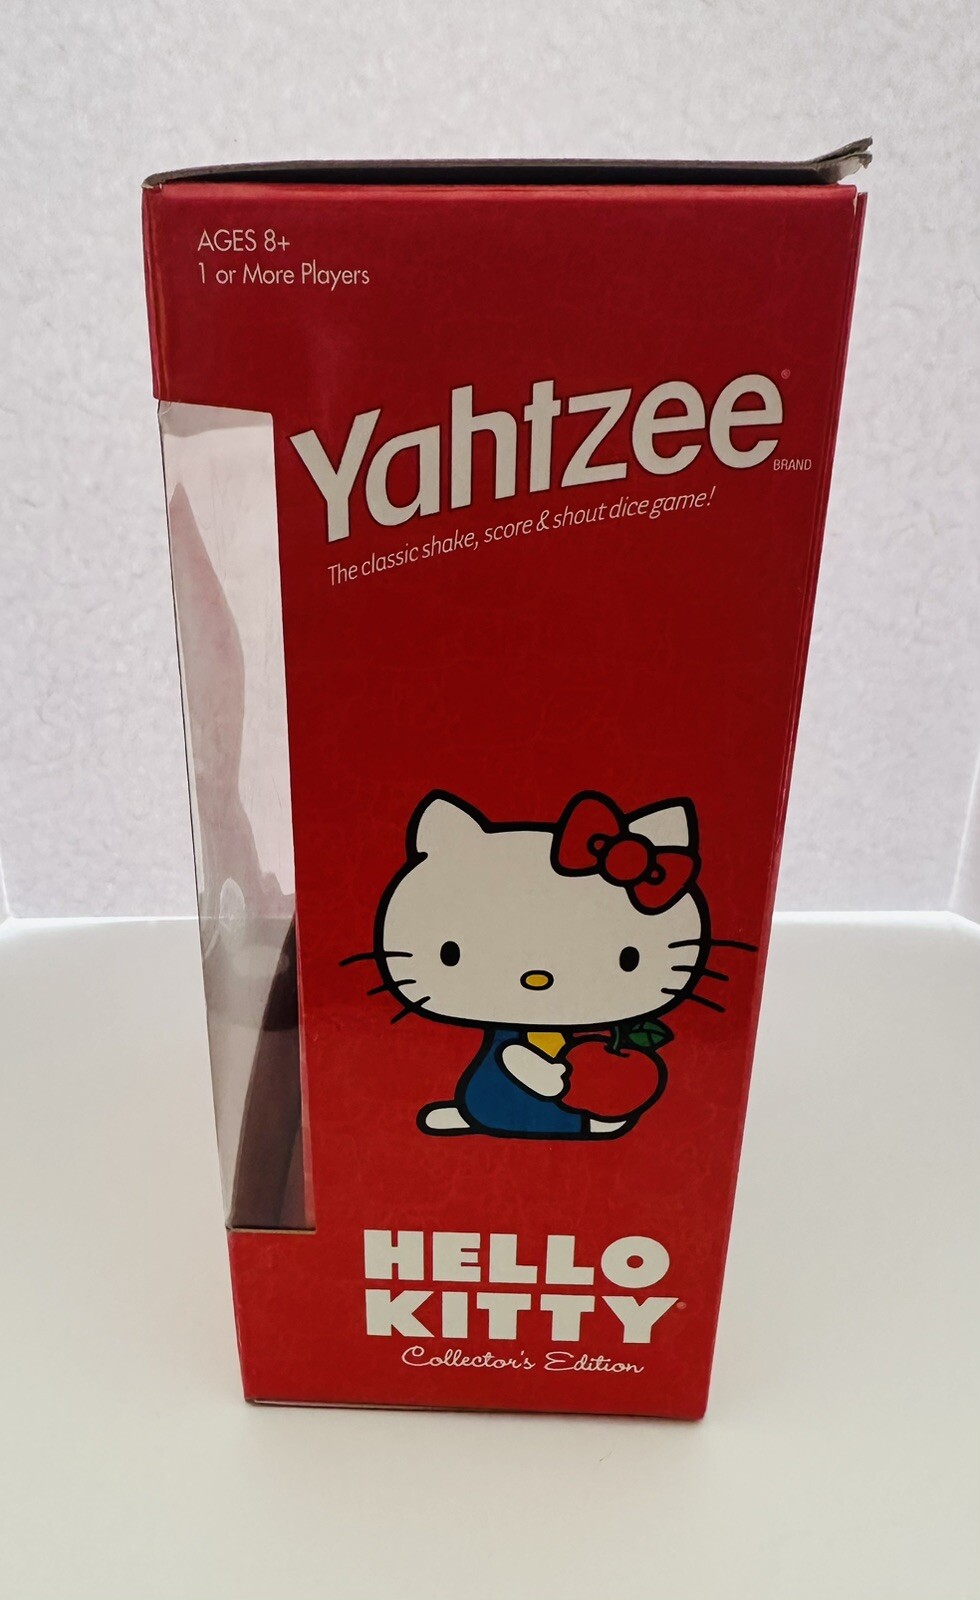 AGES 8+
1 or More Players
Yahtzee®
BRAND
The classic shake, score & shout dice game!
HELLO
KITTY
Collector's Edition